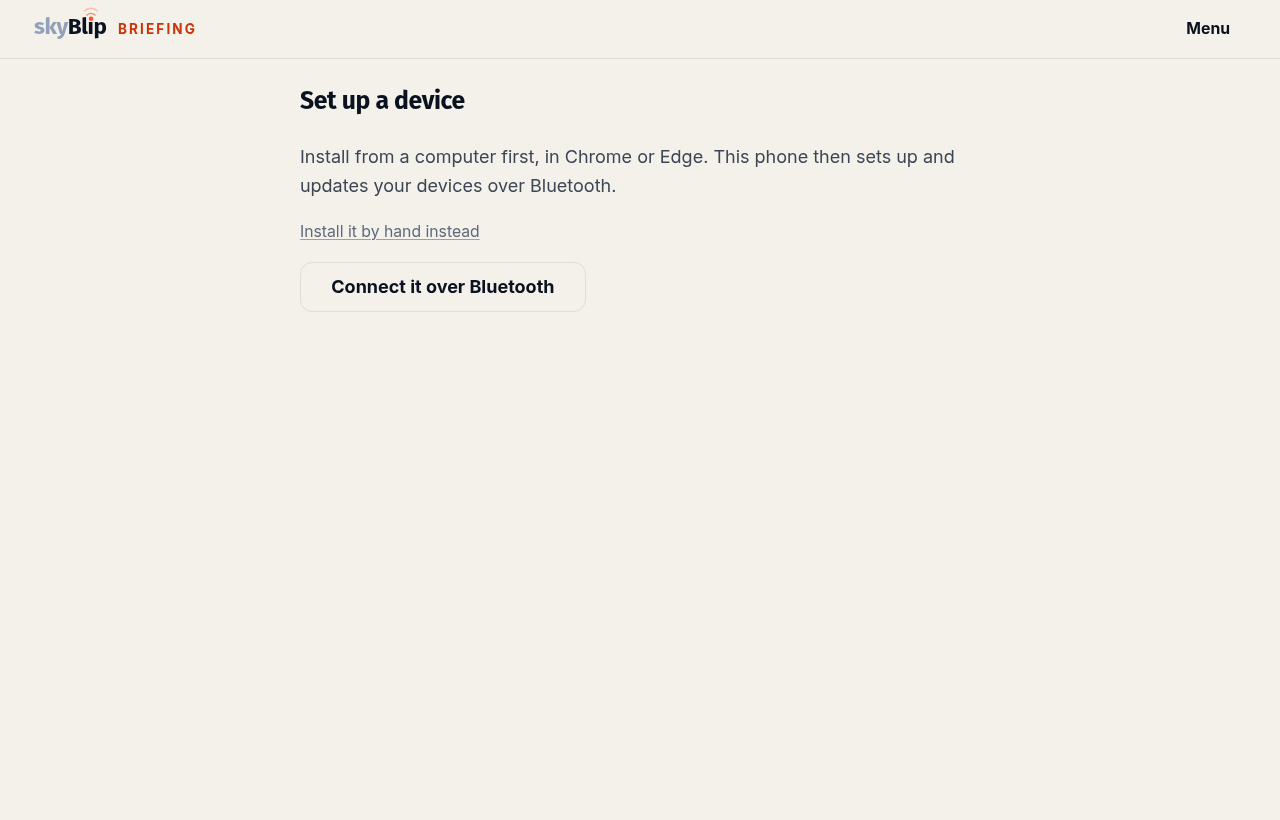 skyBlip BRIEFING
Menu
Set up a device
Install from a computer first, in Chrome or Edge. This phone then sets up and
updates your devices over Bluetooth.
Install it by hand instead
Connect it over Bluetooth